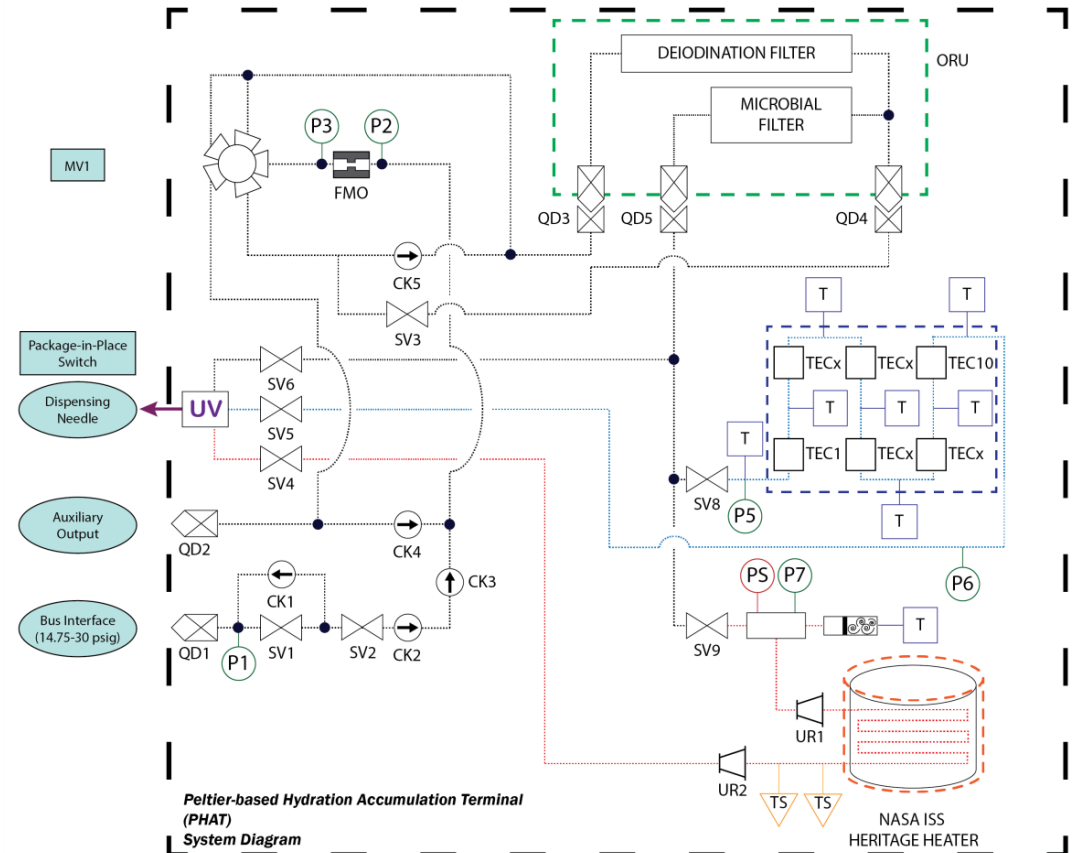 DEIODINATION FILTER
ORU
MICROBIAL
FILTER
P3
P2
MV1
FMO
QD3
QD5
QD4
CK5
T
T
SV3
Package-in-Place
Switch
TECx
TECx
TEC10
SV6
Dispensing
Needle
UV
T
T
T
SV5
T
TEC1
TECx
TECx
SV4
SV8
P5
T
Auxiliary
Output
QD2
CK4
CK3
PS
P7
P6
CK1
Bus Interface
(14.75-30 psig)
T
QD1
P1
SV1
SV2
CK2
SV9
UR1
UR2
TS
TS
Peltier-based Hydration Accumulation Terminal
(PHAT)
System Diagram
NASA ISS
HERITAGE HEATER